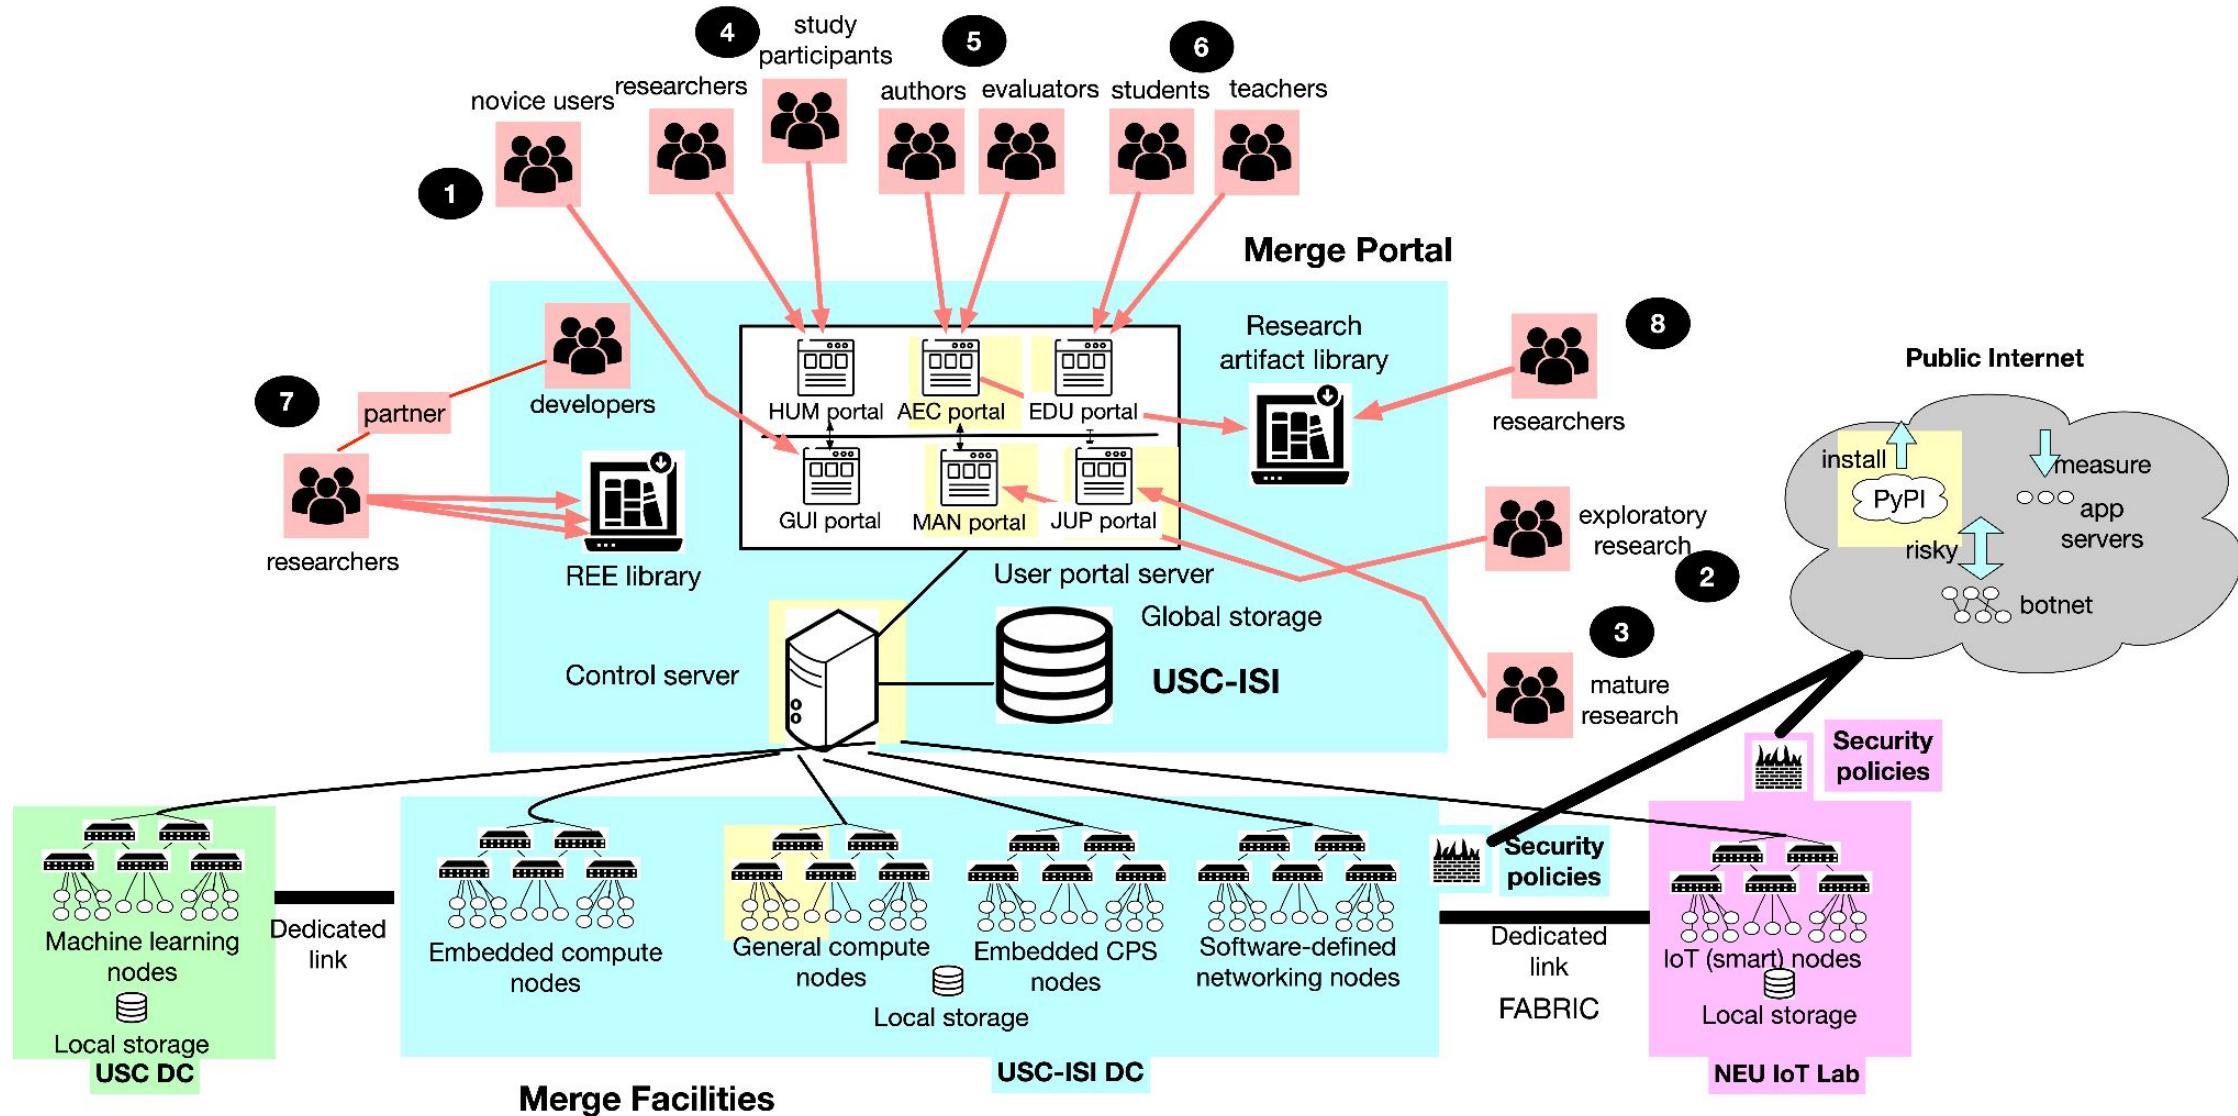 4
study
participants
5
6
researchers
authors
evaluators
students
teachers
novice users
1
Merge Portal
Research
artifact library
8
Public Internet
7
partner
developers
researchers
HUM portal
AEC portal
EDU portal
researchers
GUI portal
MAN portal
JUP portal
REE library
User portal server
Global storage
exploratory
research
2
install
PyPI
measure
app
servers
risky
botnet
3
Control server
USC-ISI
mature
research
Security
policies
Security
policies
Machine learning
nodes
Local storage
USC DC
Dedicated
link
Embedded compute
nodes
General compute
nodes
Local storage
Embedded CPS
nodes
Software-defined
networking nodes
USC-ISI DC
Dedicated
link
FABRIC
IoT (smart) nodes
Local storage
NEU IoT Lab
Merge Facilities